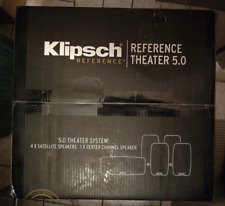 Klipsch
REFERENCE
REFERENCE
THEATER 5.0
5.0 THEATER SYSTEM:
4 X SATELLITE SPEAKERS 1 X CENTER CHANNEL SPEAKER